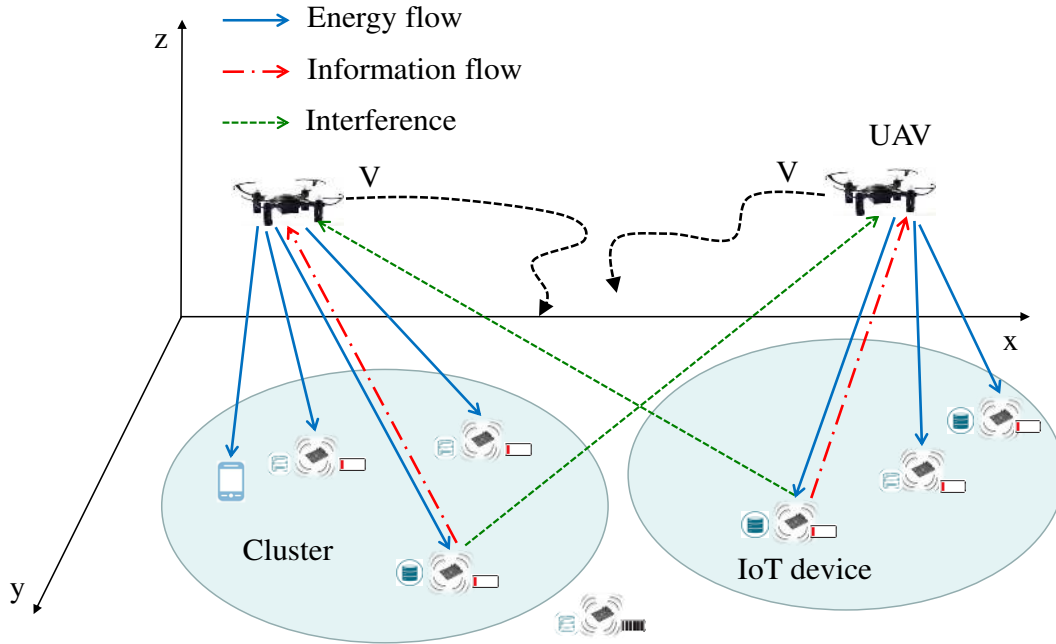 Energy flow
z
Information flow
Interference
UAV
V
V
x
Cluster
IoT device
y